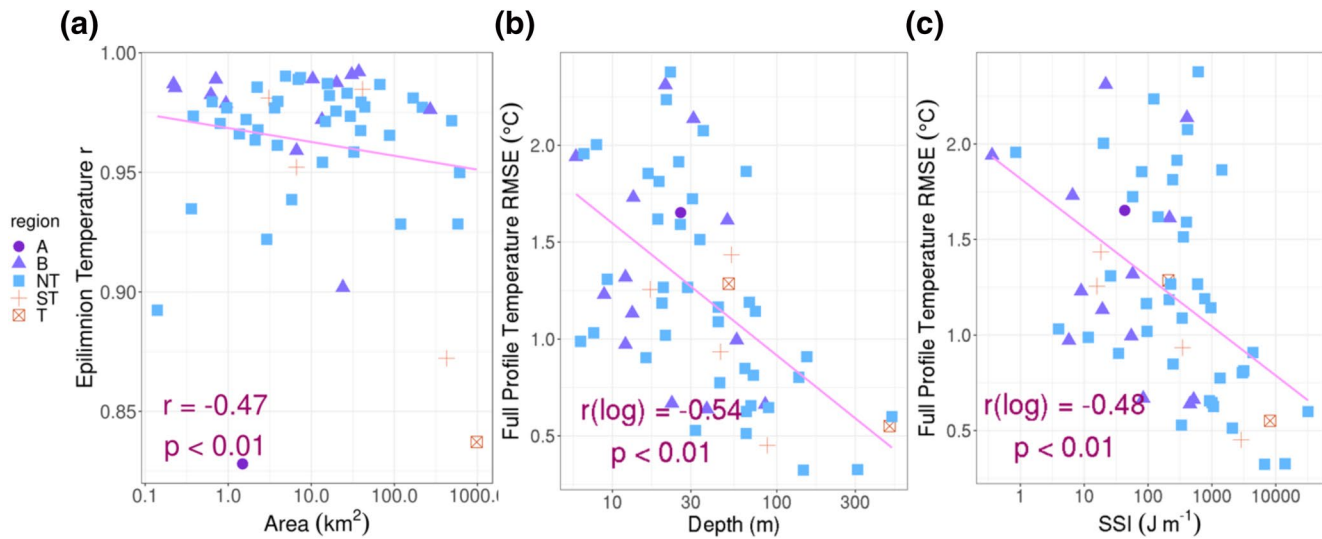 (a)
Epilimnion Temperature r
1.00
0.95
0.90
0.85
r = -0.47
p < 0.01
0.1
1.0
10.0
100.0
1000.0
Area (km²)
region
A
B
NT
ST
T
(b)
Full Profile Temperature RMSE (°C)
2.0
1.5
1.0
0.5
r(log) = -0.54
p < 0.01
10
30
100
300
Depth (m)
(c)
Full Profile Temperature RMSE (°C)
2.0
1.5
1.0
0.5
r(log) = -0.48
p < 0.01
1
10
100
1000
10000
SSI (J m⁻¹)